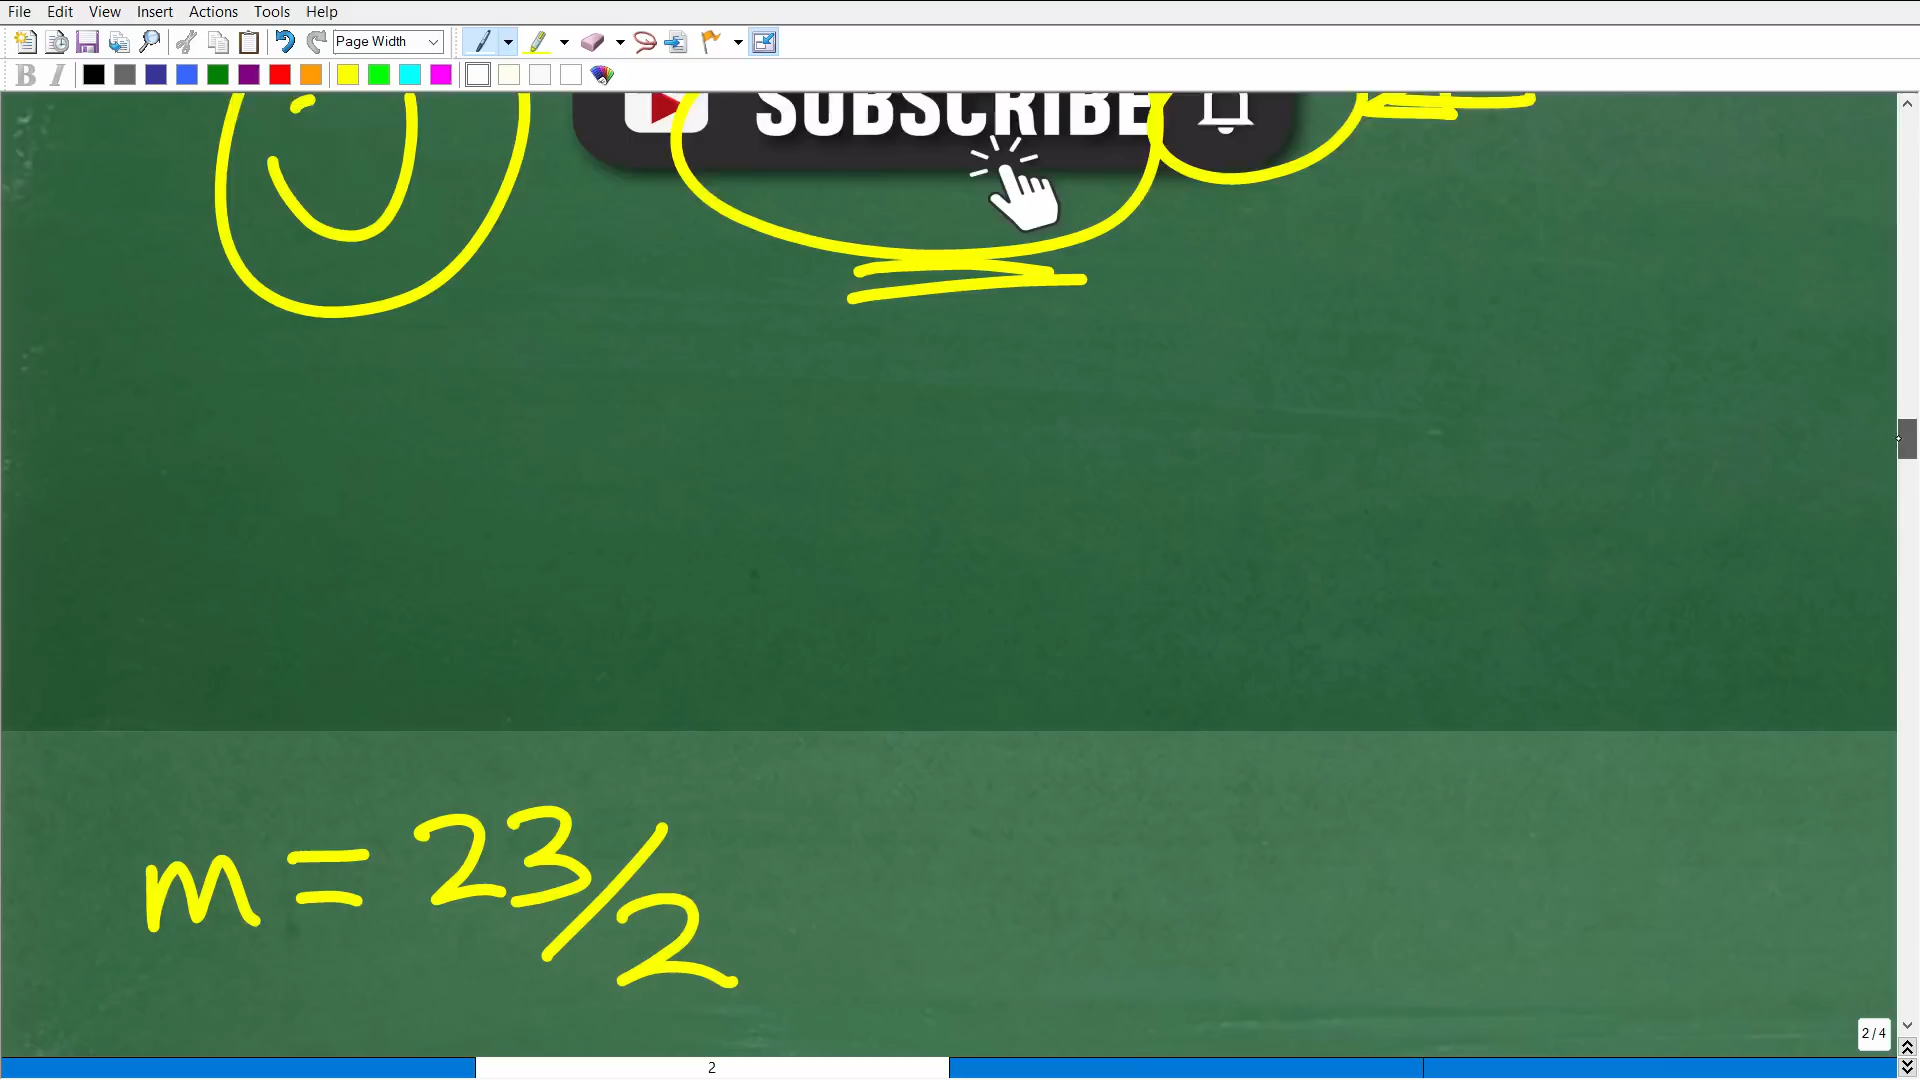 File Edit View Insert Actions Tools Help
Page Width
B I
SUBSCRIBE
m = 23/2
2 / 4
2